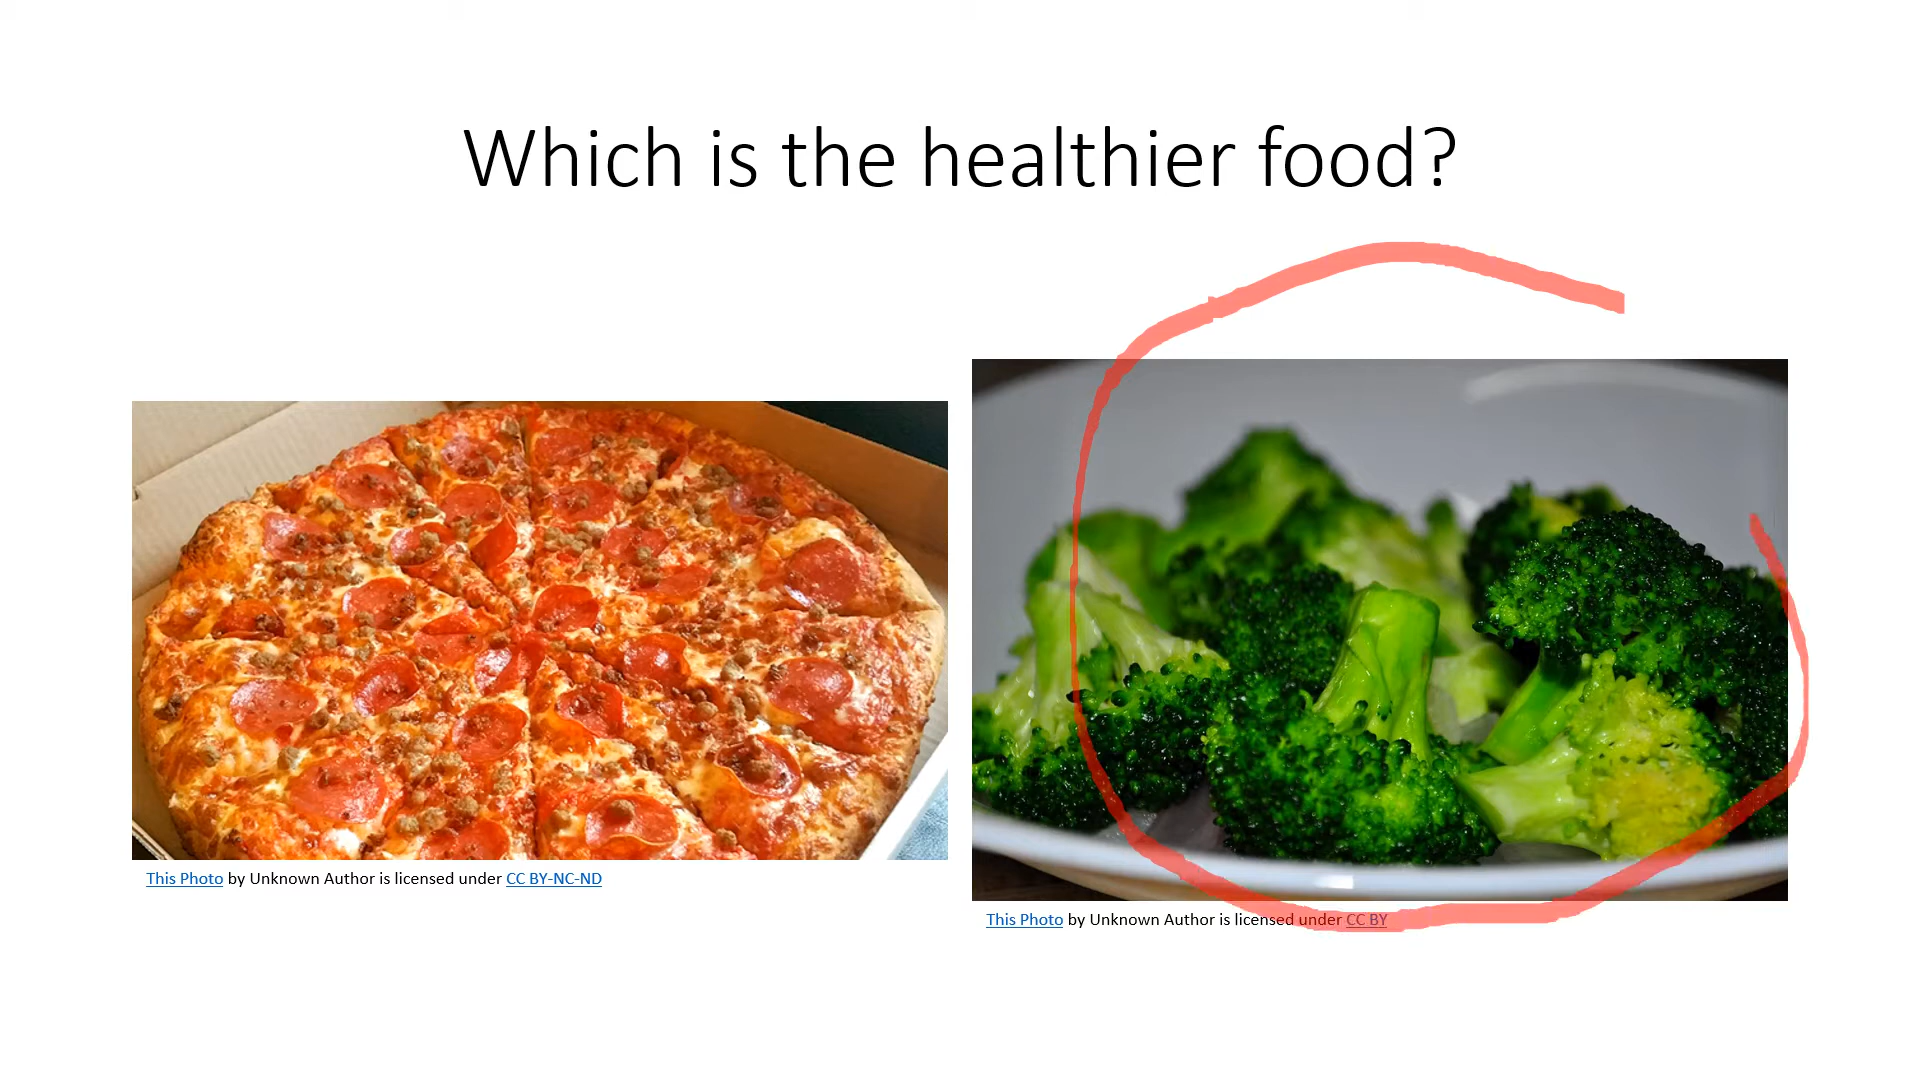 Which is the healthier food?
This Photo by Unknown Author is licensed under CC BY-NC-ND
This Photo by Unknown Author is licensed under CC BY